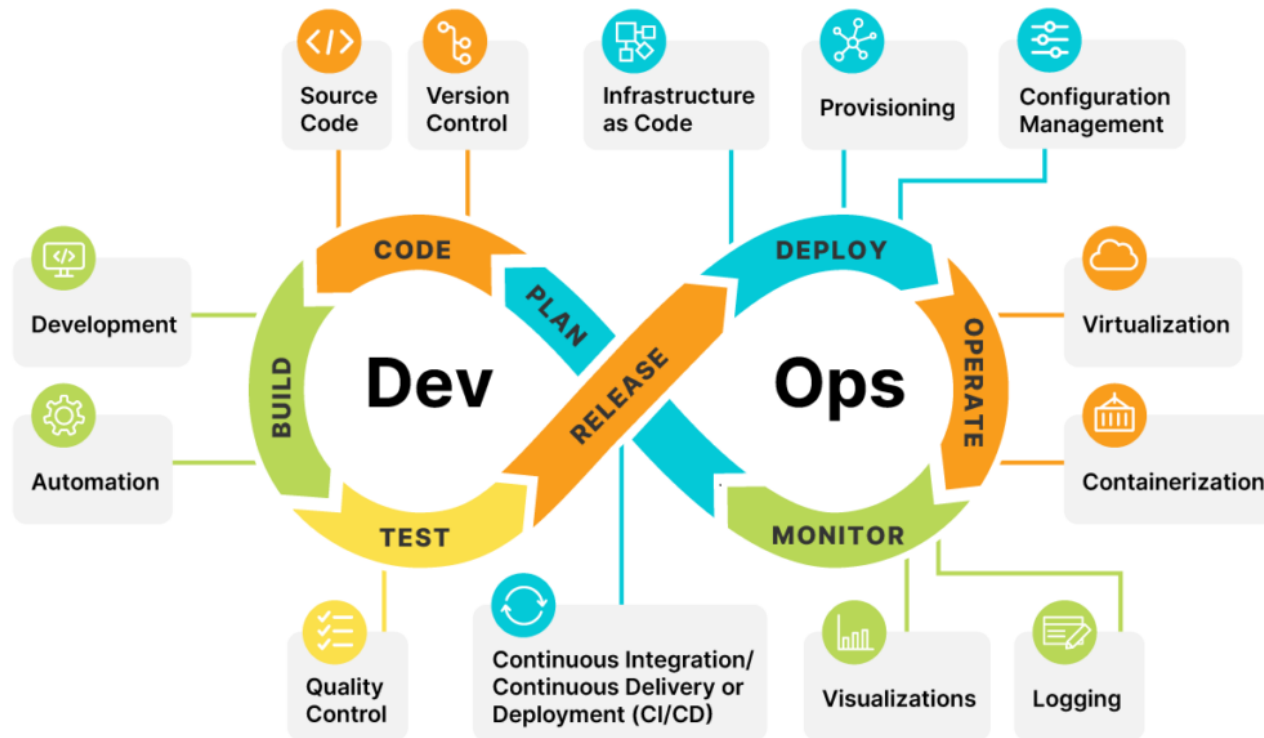 Source
Code
Version
Control
Infrastructure
as Code
Provisioning
Configuration
Management
CODE
DEPLOY
PLAN
Development
Virtualization
Dev
Ops
BUILD
RELEASE
OPERATE
Automation
Containerization
TEST
MONITOR
Quality
Control
Continuous Integration/
Continuous Delivery or
Deployment (CI/CD)
Visualizations
Logging